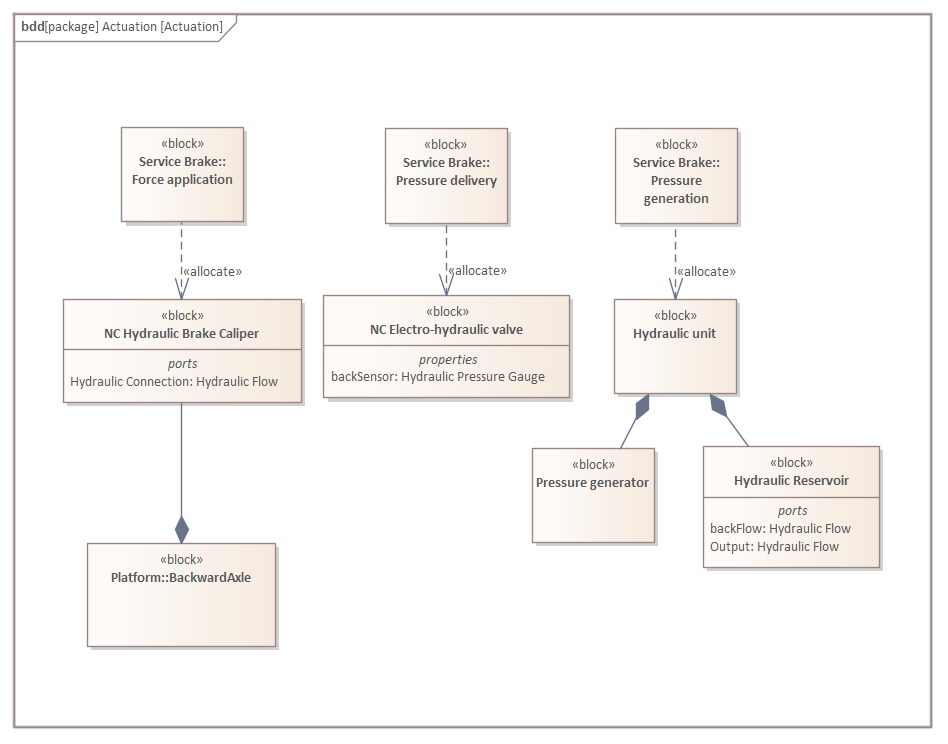 bdd[package] Actuation [Actuation]
«block»
Service Brake::
Force application
«block»
Service Brake::
Pressure delivery
«block»
Service Brake::
Pressure
generation
«allocate»
«allocate»
«allocate»
«block»
NC Hydraulic Brake Caliper
ports
Hydraulic Connection: Hydraulic Flow
«block»
NC Electro-hydraulic valve
properties
backSensor: Hydraulic Pressure Gauge
«block»
Hydraulic unit
«block»
Pressure generator
«block»
Hydraulic Reservoir
ports
backFlow: Hydraulic Flow
Output: Hydraulic Flow
«block»
Platform::BackwardAxle